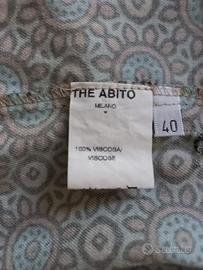 THE ABITO
MILANO
40
100% VISCOSA/
VISCOSE